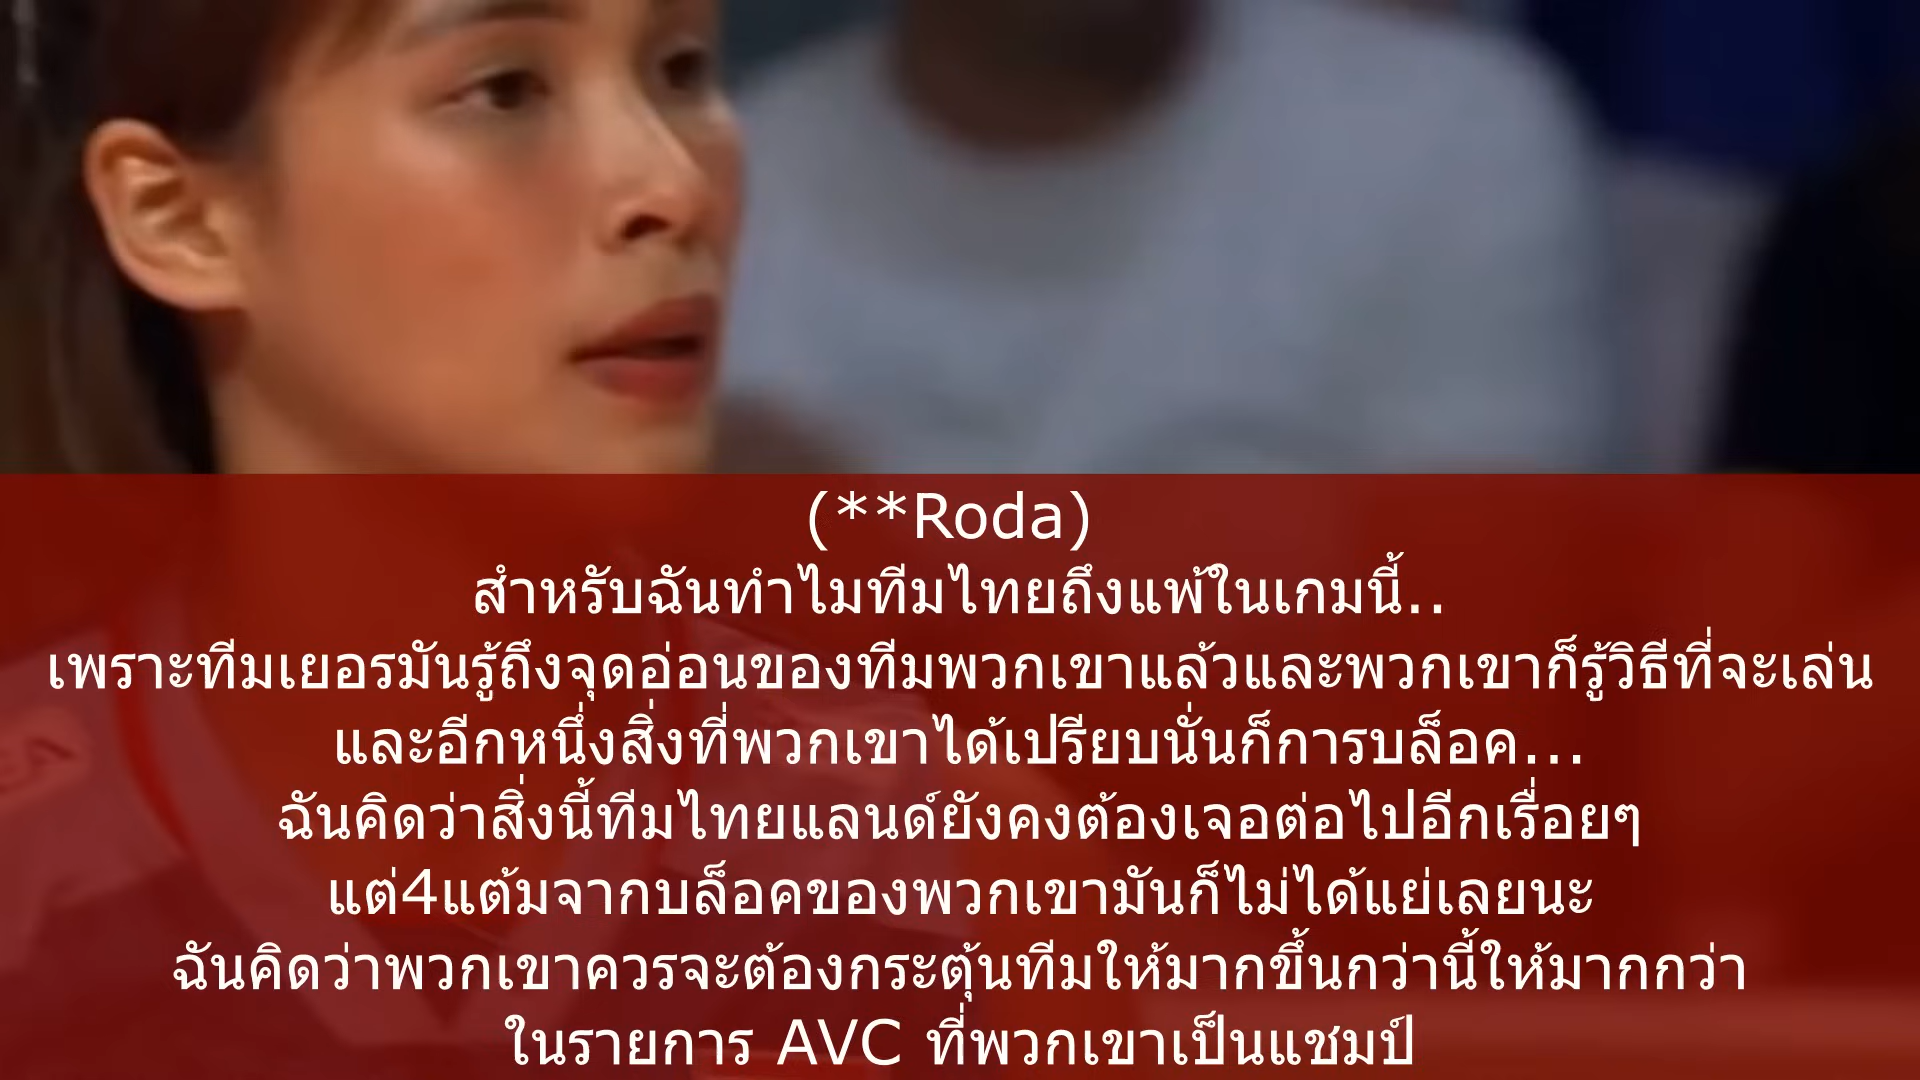 (**Roda)
สำหรับฉันทำไมทีมไทยถึงแพ้ในเกมนี้..
เพราะทีมเยอรมันรู้ถึงจุดอ่อนของทีมพวกเขาแล้วและพวกเขาก็รู้วิธีที่จะเล่น
และอีกหนึ่งสิ่งที่พวกเขาได้เปรียบนั่นก็การบล็อค...
ฉันคิดว่าสิ่งนี้ทีมไทยแลนด์ยังคงต้องเจอต่อไปอีกเรื่อยๆ
แต่4แต้มจากบล็อคของพวกเขามันก็ไม่ได้แย่เลยนะ
ฉันคิดว่าพวกเขาควรจะต้องกระตุ้นทีมให้มากขึ้นกว่านี้ให้มากกว่า
ในรายการ AVC ที่พวกเขาเป็นแชมป์